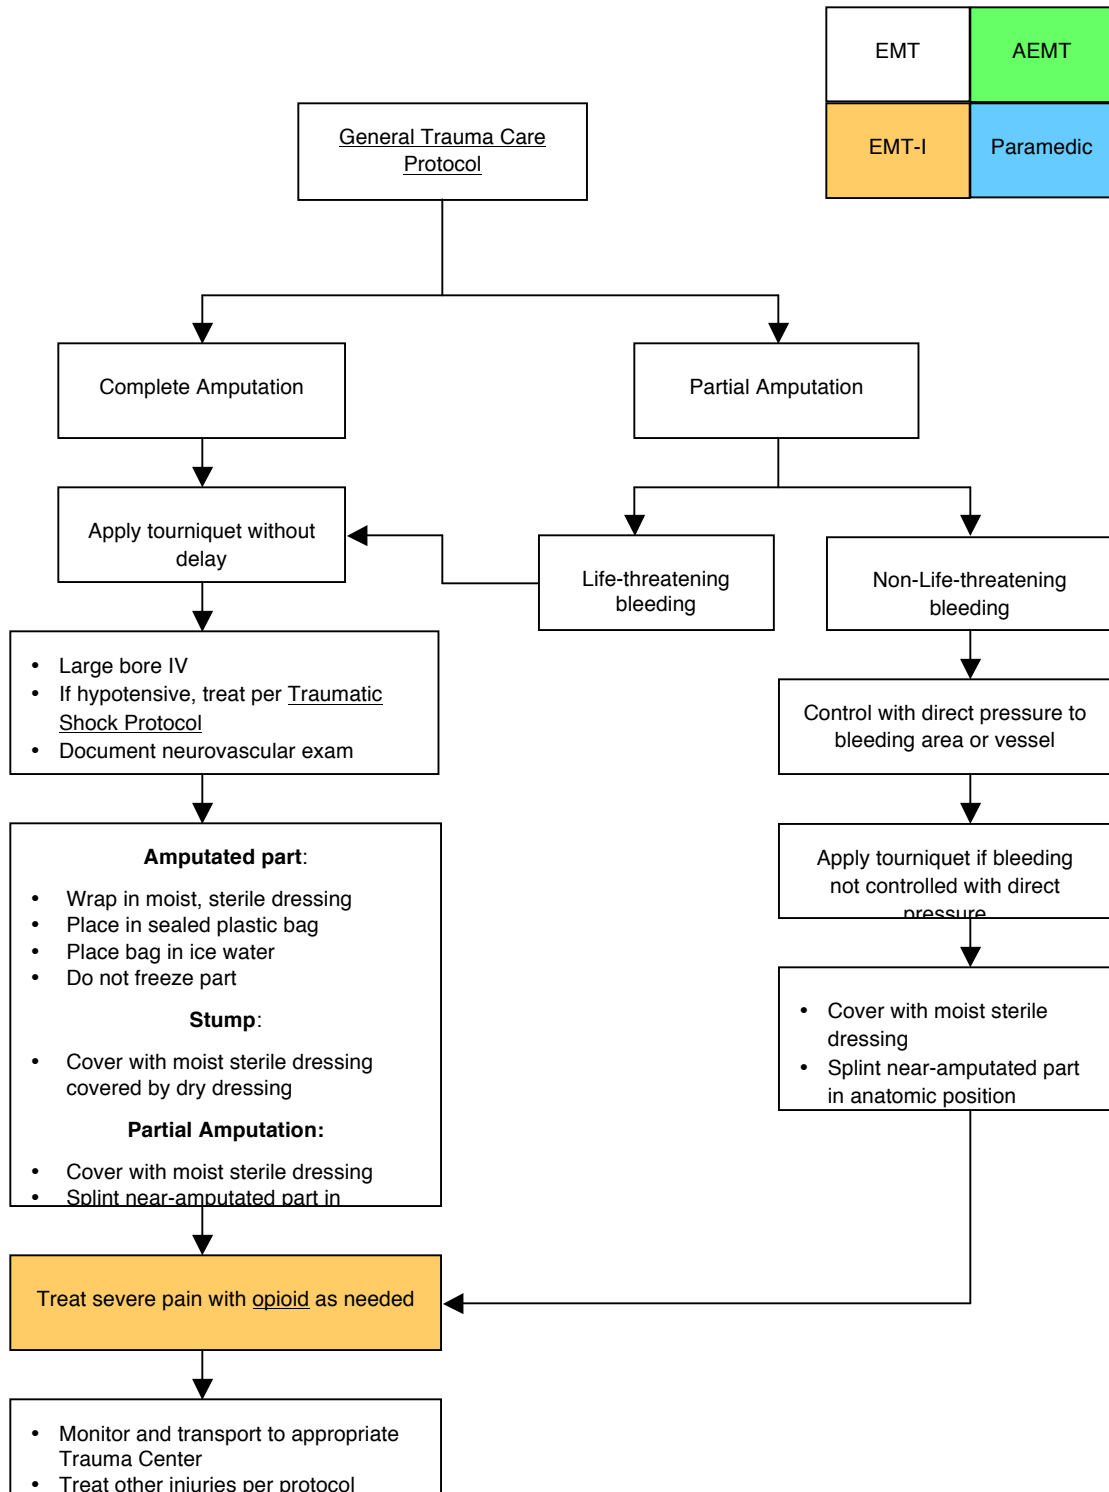 EMT
AEMT
EMT-I
Paramedic
General Trauma Care
Protocol
Complete Amputation
Partial Amputation
Apply tourniquet without
delay
Life-threatening
bleeding
Non-Life-threatening
bleeding
• Large bore IV
• If hypotensive, treat per Traumatic
Shock Protocol
• Document neurovascular exam
Control with direct pressure to
bleeding area or vessel
Amputated part:
• Wrap in moist, sterile dressing
• Place in sealed plastic bag
• Place bag in ice water
• Do not freeze part
Stump:
• Cover with moist sterile dressing
covered by dry dressing
Partial Amputation:
• Cover with moist sterile dressing
• Splint near-amputated part in
Apply tourniquet if bleeding
not controlled with direct
pressure
• Cover with moist sterile
dressing
• Splint near-amputated part
in anatomic position
Treat severe pain with opioid as needed
• Monitor and transport to appropriate
Trauma Center
• Treat other injuries per protocol